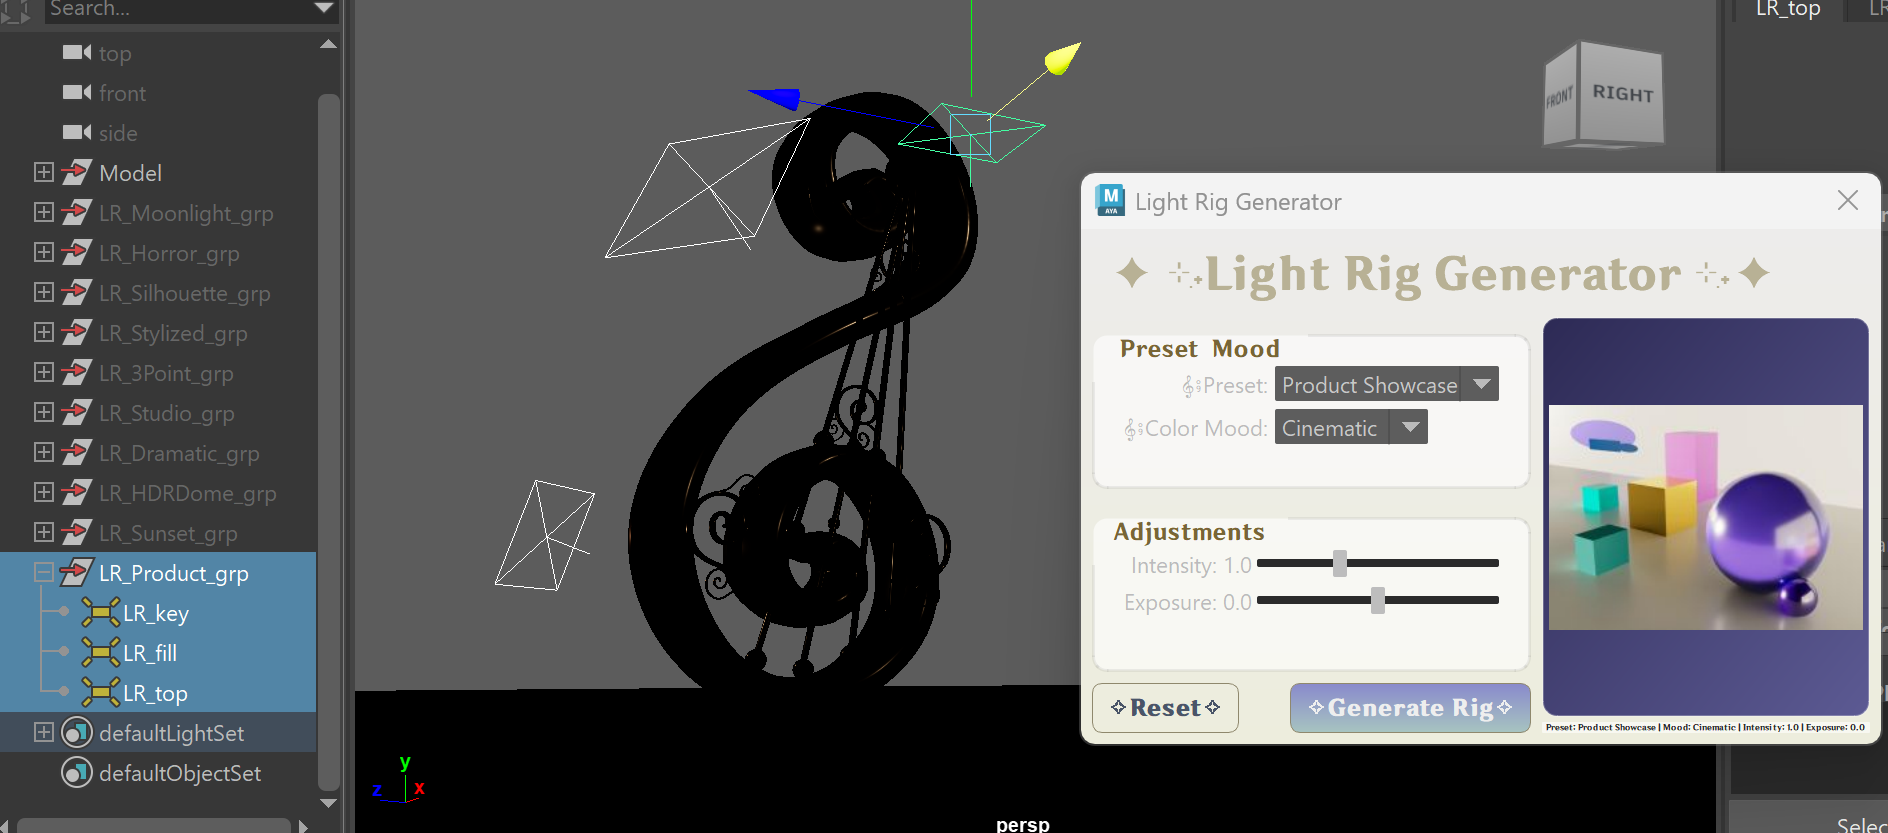 Search...
top
front
side
Model
LR_Moonlight_grp
LR_Horror_grp
LR_Silhouette_grp
LR_Stylized_grp
LR_3Point_grp
LR_Studio_grp
LR_Dramatic_grp
LR_HDRDome_grp
LR_Sunset_grp
LR_Product_grp
LR_key
LR_fill
LR_top
defaultLightSet
defaultObjectSet
y
z
x
persp
FRONT
RIGHT
LR_top
M
AYA
Light Rig Generator
Light Rig Generator
Preset Mood
Preset: Product Showcase
Color Mood: Cinematic
Adjustments
Intensity: 1.0
Exposure: 0.0
Reset
Generate Rig
Preset: Product Showcase | Mood: Cinematic | Intensity: 1.0 | Exposure: 0.0